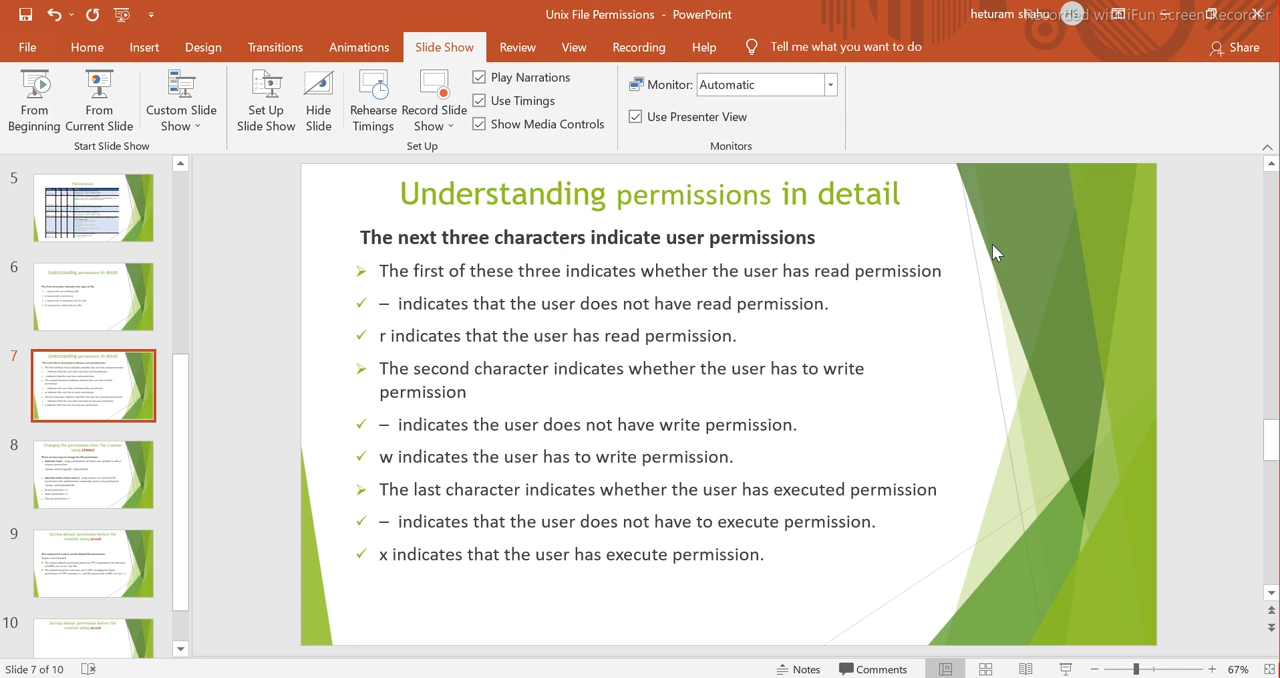 Unix File Permissions - PowerPoint
heturam shahu
Recorded with iFun Screen Recorder
File Home Insert Design Transitions Animations Slide Show Review View Recording Help Tell me what you want to do Share
From Beginning
From Current Slide
Custom Slide Show
Set Up Slide Show
Hide Slide
Rehearse Timings
Record Slide Show
Play Narrations
Use Timings
Show Media Controls
Monitor: Automatic
Use Presenter View
Start Slide Show
Set Up
Monitors
5
6
7
8
9
10
Understanding permissions in detail
The next three characters indicate user permissions
The first of these three indicates whether the user has read permission
– indicates that the user does not have read permission.
r indicates that the user has read permission.
The second character indicates whether the user has to write
permission
– indicates the user does not have write permission.
w indicates the user has to write permission.
The last character indicates whether the user has executed permission
– indicates that the user does not have to execute permission.
x indicates that the user has execute permission.
Slide 7 of 10
Notes
Comments
67%